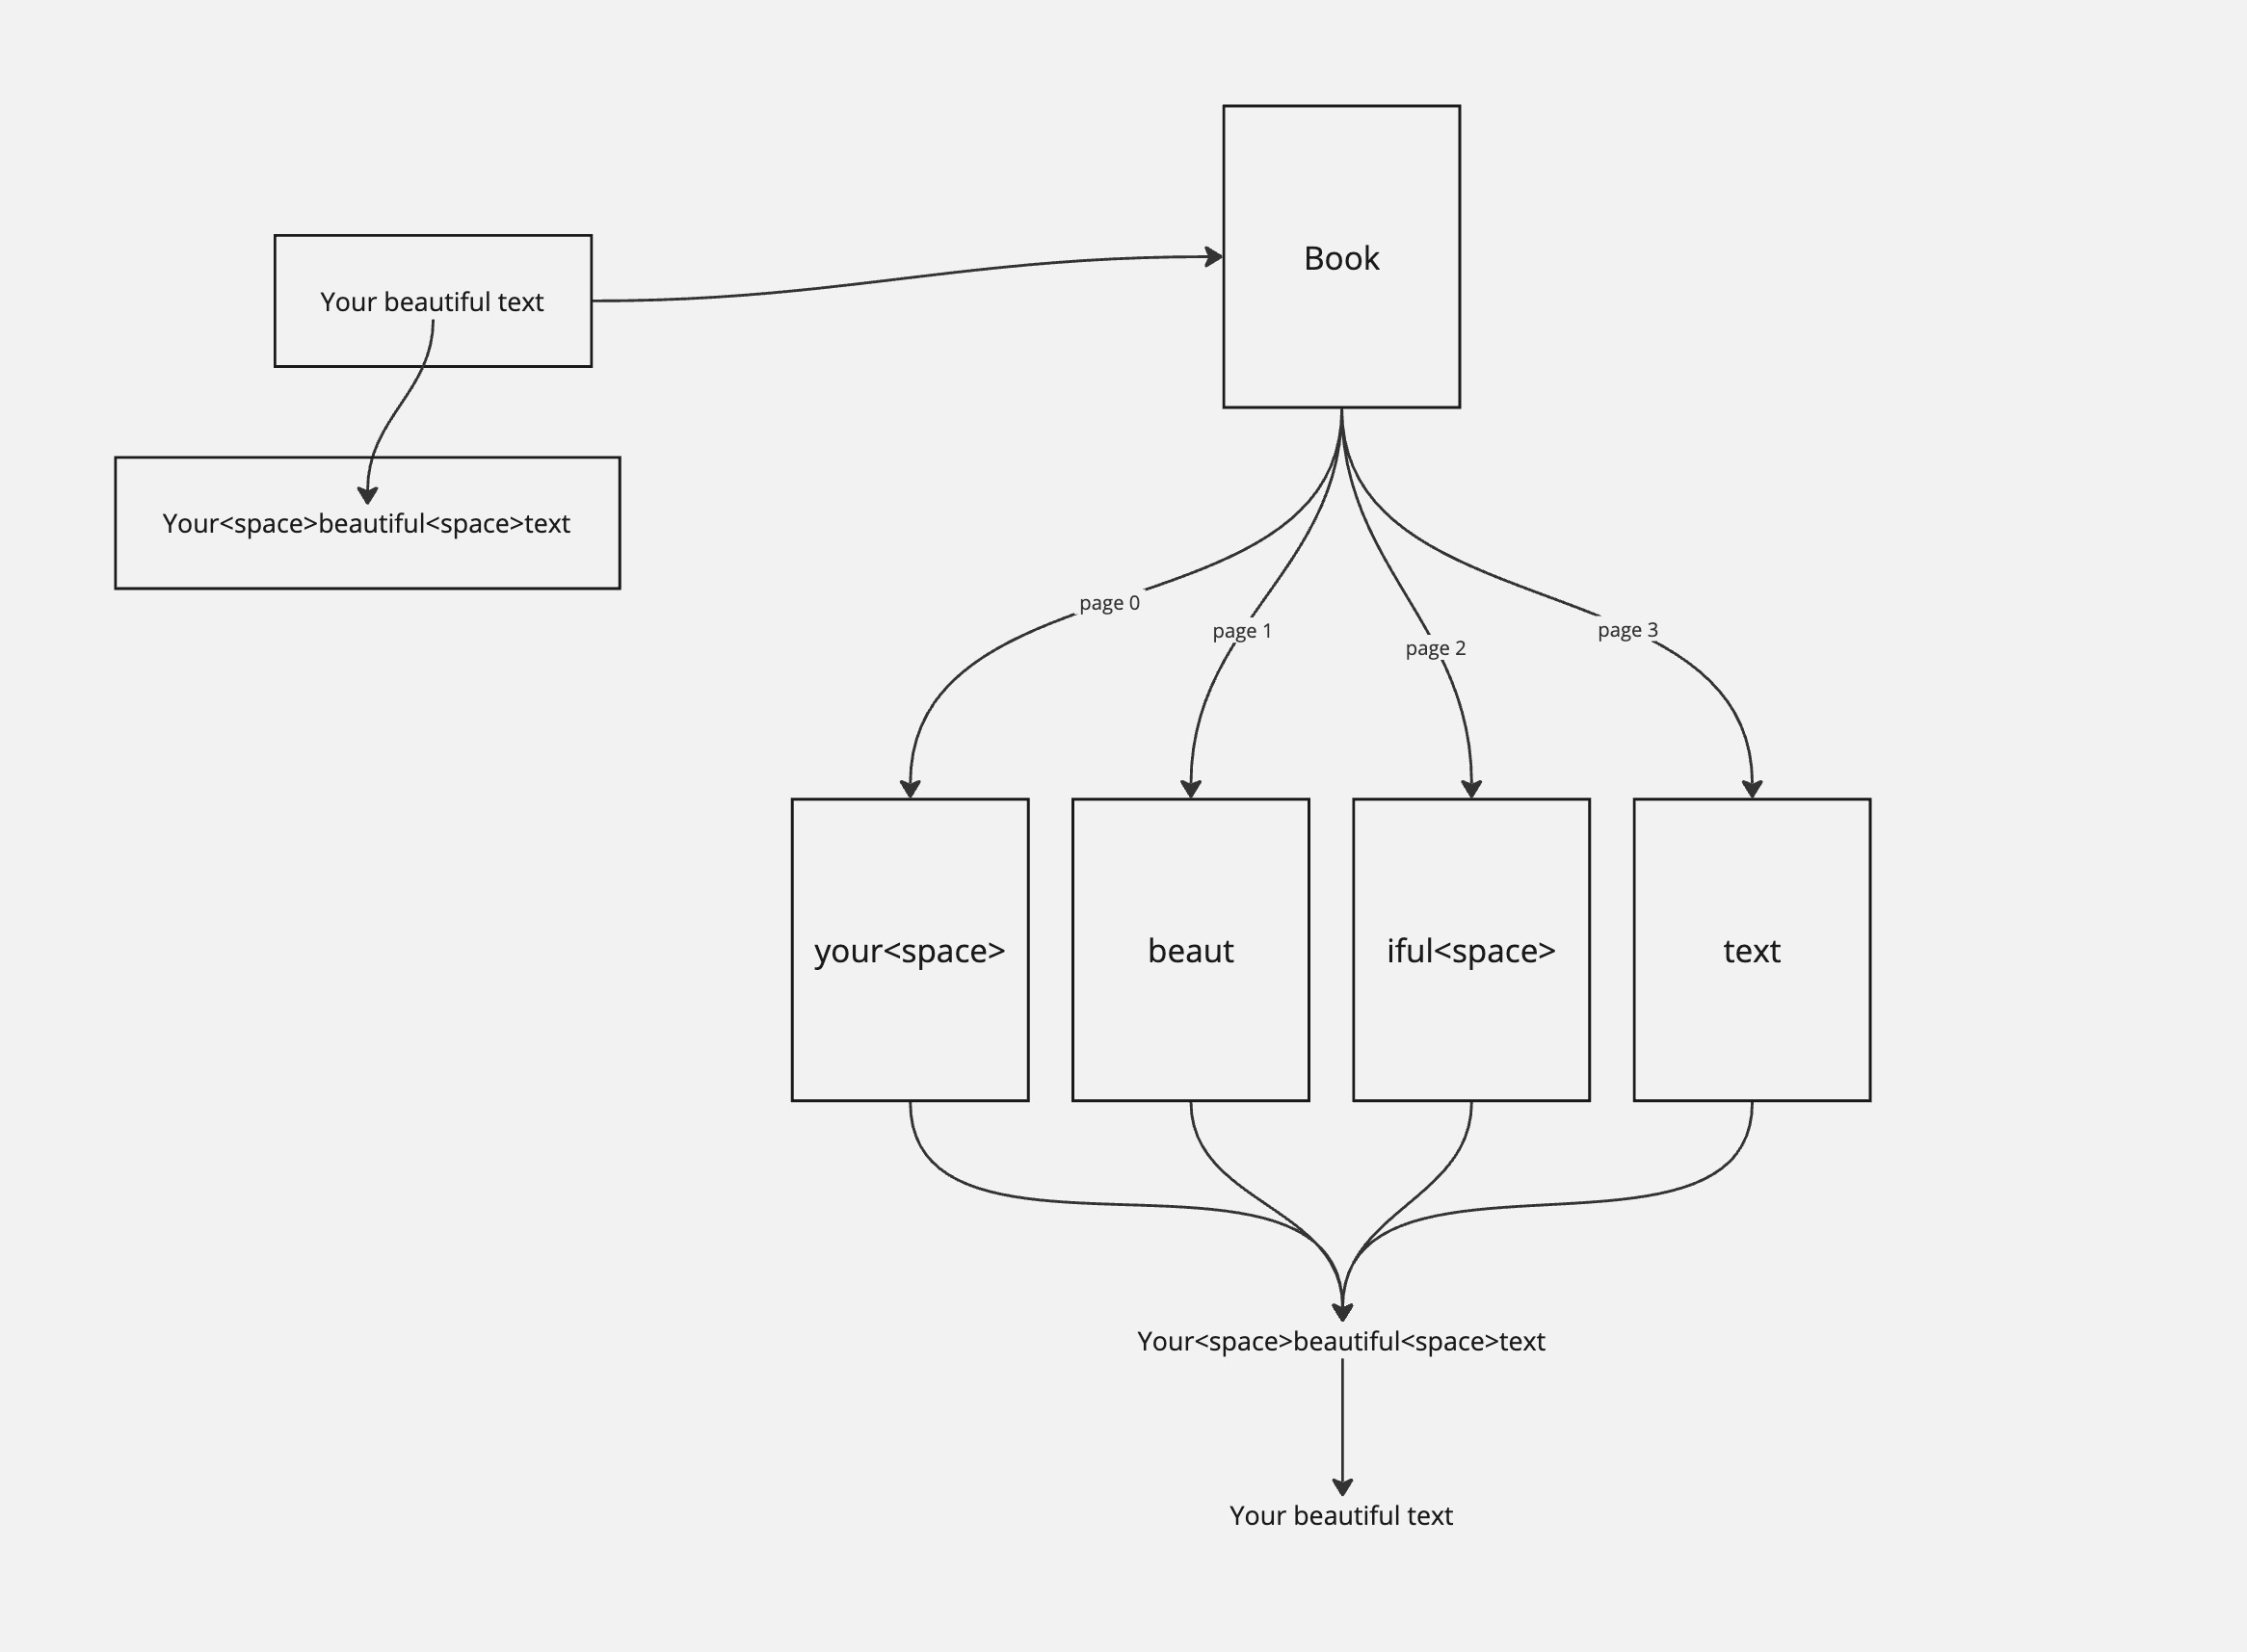 Book
Your beautiful text
Your<space>beautiful<space>text
page 0
page 1
page 2
page 3
your<space>
beaut
iful<space>
text
Your<space>beautiful<space>text
Your beautiful text